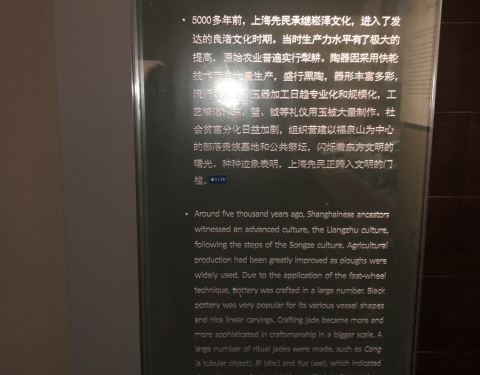 • 5000多年前，上海先民承继崧泽文化，进入了发
达的良渚文化时期。当时生产力水平有了极大的
提高，原始农业普遍实行犁耕。陶器因采用快轮
技术而大量生产，盛行黑陶，器形丰富多彩，
流行 玉器加工日趋专业化和规模化，工
艺精 琮、璧、钺等礼仪用玉被大量制作。社
会贫富分化日益加剧，组织营建以福泉山为中心
的部落贵族墓地和公共祭坛，闪烁着东方文明的
曙光。种种迹象表明，上海先民正跨入文明的门
槛。
• Around five thousand years ago, Shanghainese ancestors
witnessed an advanced culture, the Liangzhu culture,
following the steps of the Songze culture. Agricultural
production had been greatly improved as ploughs were
widely used. Due to the application of the fast-wheel
technique, pottery was crafted in a large number. Black
pottery was very popular for its various vessel shapes
and nice linear carvings. Crafting jade became more and
more sophisticated in craftsmanship in a bigger scale. A
large number of ritual jades were made, such as Cong
(a tubular object), Bi (disc) and Yue (axe), which indicated